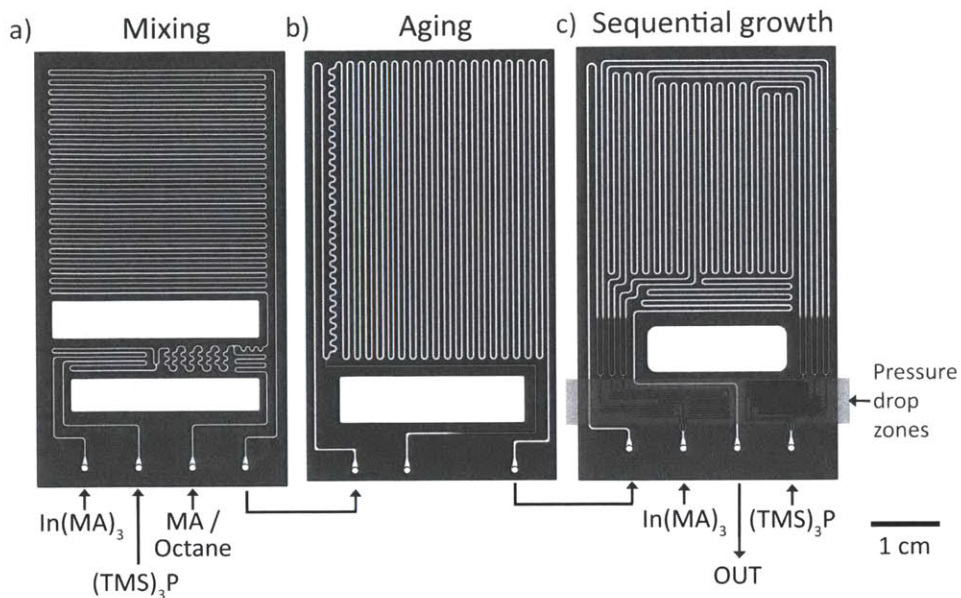 a) Mixing
b) Aging
c) Sequential growth
Pressure
drop
zones
In(MA)₃
(TMS)₃P
MA /
Octane
In(MA)₃
(TMS)₃P
OUT
1 cm